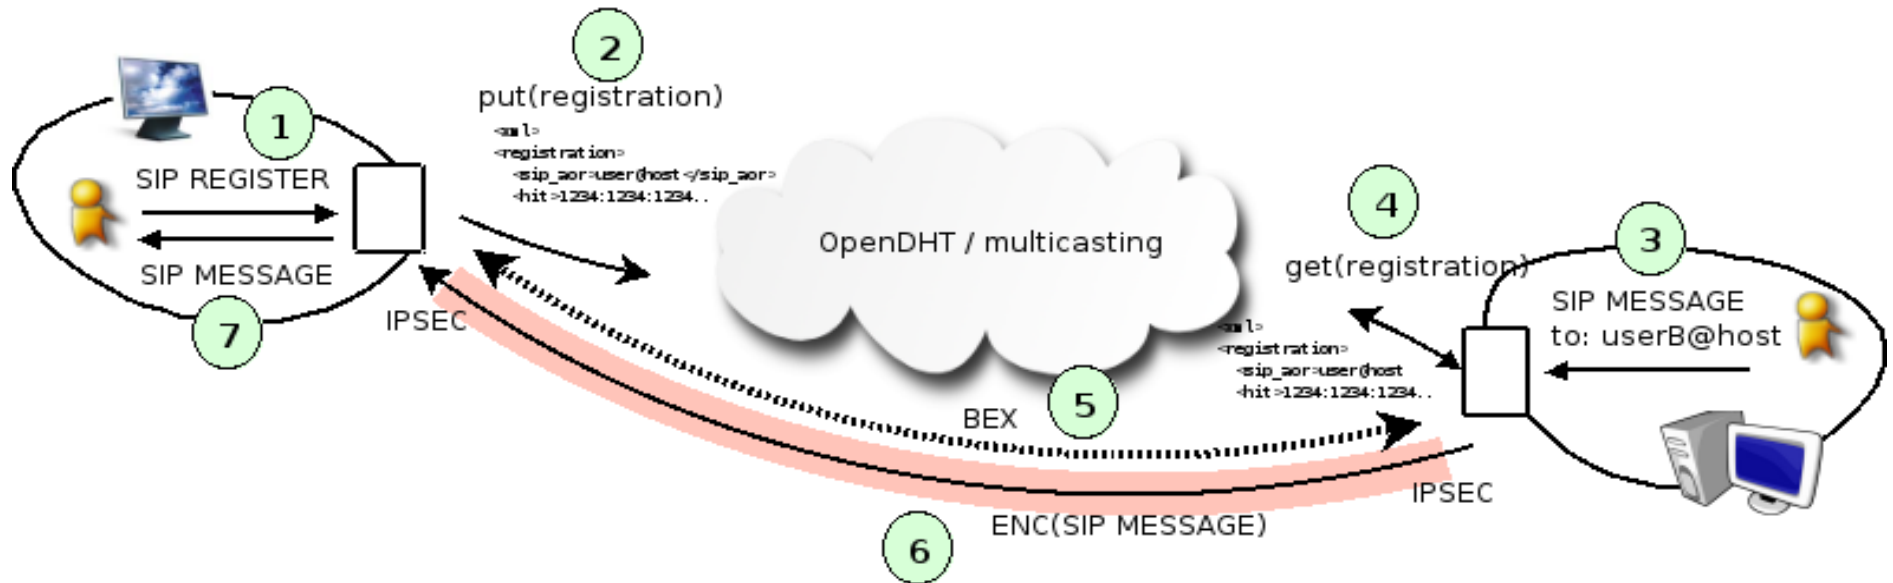 2
put(registration)
<xml>
<registration>
<sip_aor>user@host</sip_aor>
<hit>1234:1234:1234..
1
SIP REGISTER
SIP MESSAGE
7
IPSEC
OpenDHT / multicasting
4
get(registration)
<xml>
<registration>
<sip_aor>user@host
<hit>1234:1234:1234..
3
SIP MESSAGE
to: userB@host
5
BEX
IPSEC
ENC(SIP MESSAGE)
6